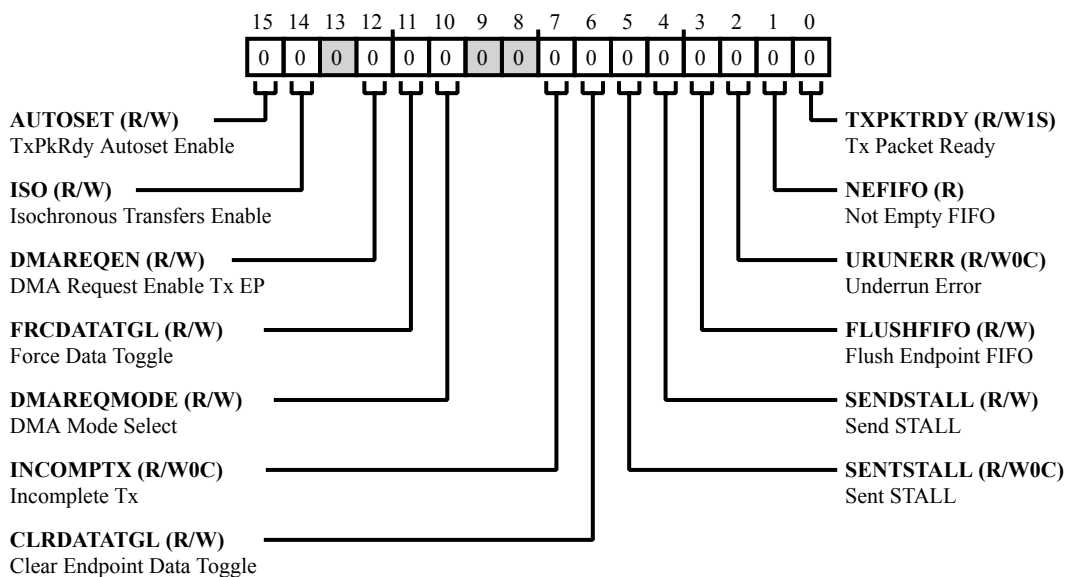 15 14 13 12 11 10 9 8 7 6 5 4 3 2 1 0
0 0 0 0 0 0 0 0 0 0 0 0 0 0 0 0
AUTOSET (R/W)
TxPkRdy Autoset Enable
ISO (R/W)
Isochronous Transfers Enable
DMAREQEN (R/W)
DMA Request Enable Tx EP
FRCDATATGL (R/W)
Force Data Toggle
DMAREQMODE (R/W)
DMA Mode Select
INCOMPTX (R/W0C)
Incomplete Tx
CLRDATATGL (R/W)
Clear Endpoint Data Toggle
TXPKTRDY (R/W1S)
Tx Packet Ready
NEFIFO (R)
Not Empty FIFO
URUNERR (R/W0C)
Underrun Error
FLUSHFIFO (R/W)
Flush Endpoint FIFO
SENDSTALL (R/W)
Send STALL
SENTSTALL (R/W0C)
Sent STALL